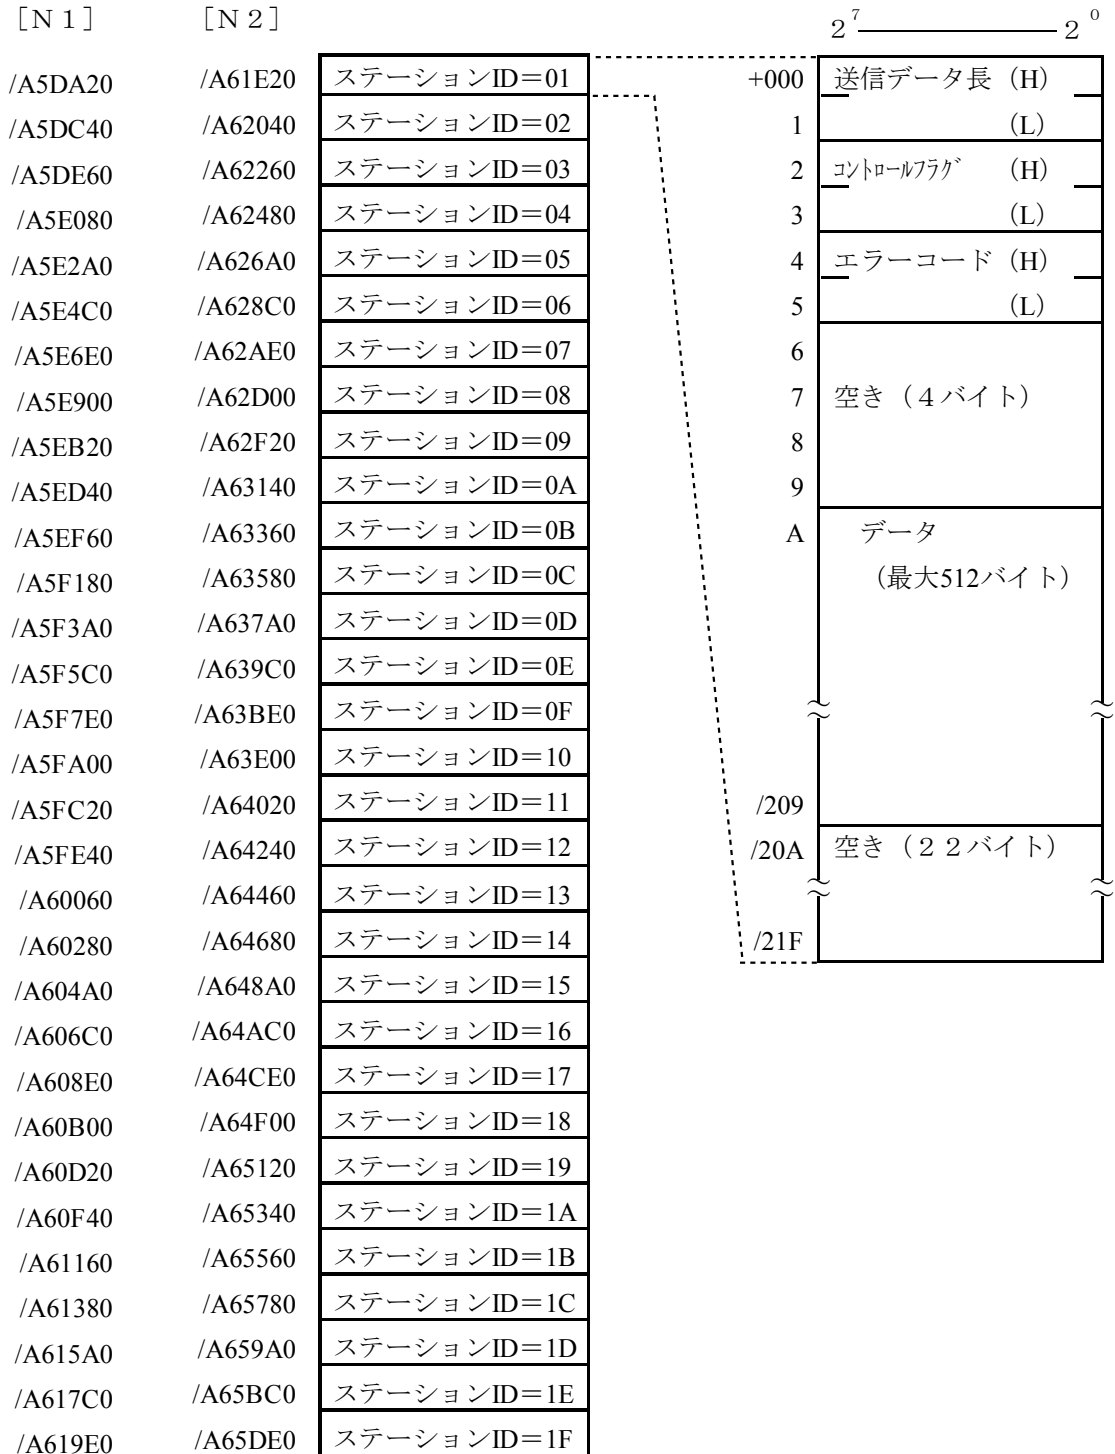 ［Ｎ１］ ［Ｎ２］
/A5DA20 /A61E20 ステーションID＝01
/A5DC40 /A62040 ステーションID＝02
/A5DE60 /A62260 ステーションID＝03
/A5E080 /A62480 ステーションID＝04
/A5E2A0 /A626A0 ステーションID＝05
/A5E4C0 /A628C0 ステーションID＝06
/A5E6E0 /A62AE0 ステーションID＝07
/A5E900 /A62D00 ステーションID＝08
/A5EB20 /A62F20 ステーションID＝09
/A5ED40 /A63140 ステーションID＝0A
/A5EF60 /A63360 ステーションID＝0B
/A5F180 /A63580 ステーションID＝0C
/A5F3A0 /A637A0 ステーションID＝0D
/A5F5C0 /A639C0 ステーションID＝0E
/A5F7E0 /A63BE0 ステーションID＝0F
/A5FA00 /A63E00 ステーションID＝10
/A5FC20 /A64020 ステーションID＝11
/A5FE40 /A64240 ステーションID＝12
/A60060 /A64460 ステーションID＝13
/A60280 /A64680 ステーションID＝14
/A604A0 /A648A0 ステーションID＝15
/A606C0 /A64AC0 ステーションID＝16
/A608E0 /A64CE0 ステーションID＝17
/A60B00 /A64F00 ステーションID＝18
/A60D20 /A65120 ステーションID＝19
/A60F40 /A65340 ステーションID＝1A
/A61160 /A65560 ステーションID＝1B
/A61380 /A65780 ステーションID＝1C
/A615A0 /A659A0 ステーションID＝1D
/A617C0 /A65BC0 ステーションID＝1E
/A619E0 /A65DE0 ステーションID＝1F
２⁷ ２⁰
+000 送信データ長（H）
1 （L）
2 ｺﾝﾄﾛｰﾙﾌﾗｸﾞ （H）
3 （L）
4 エラーコード（H）
5 （L）
6
7 空き（４バイト）
8
9
A データ
（最大512バイト）
/209
/20A 空き（２２バイト）
/21F